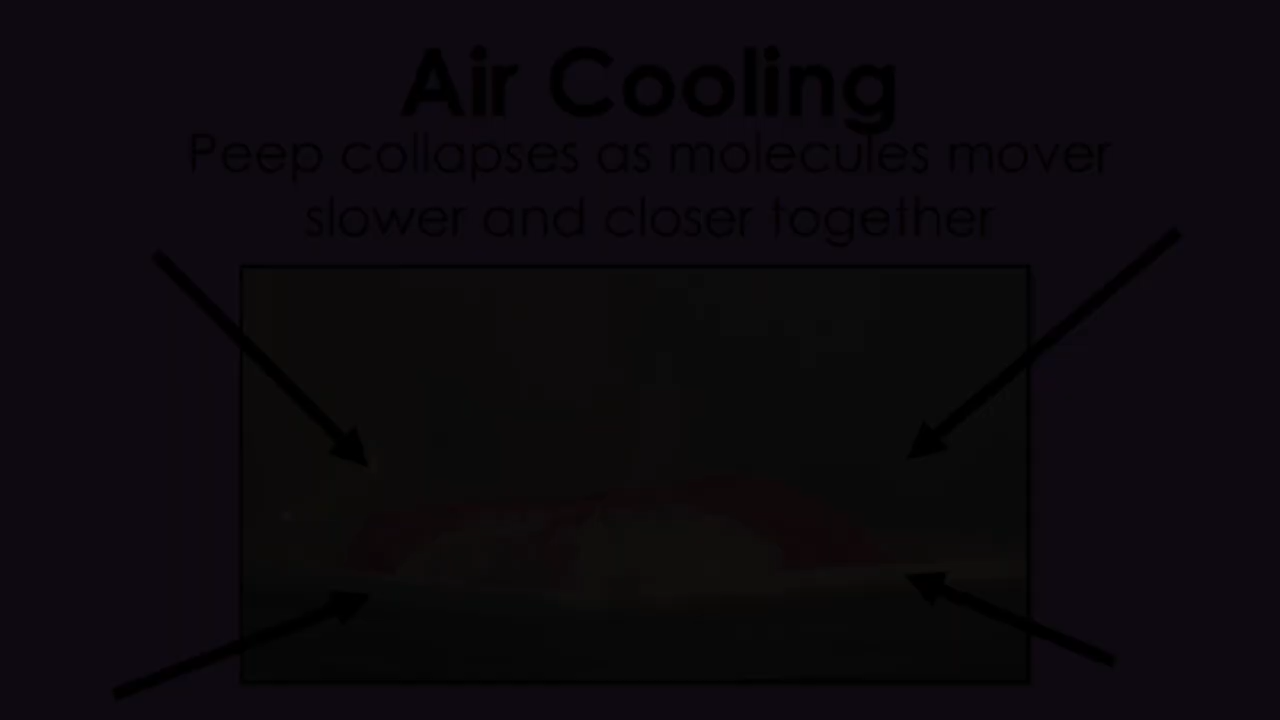 Air Cooling
Peep collapses as molecules mover
slower and closer together